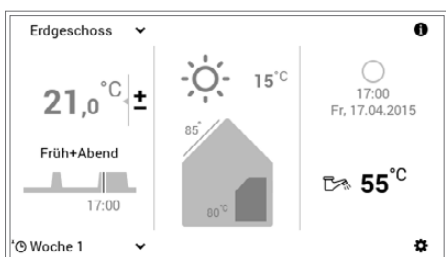 Erdgeschoss
21,0°C ±
Früh+Abend
17:00
Woche 1
15°C
85°
80°C
17:00
Fr, 17.04.2015
55°C